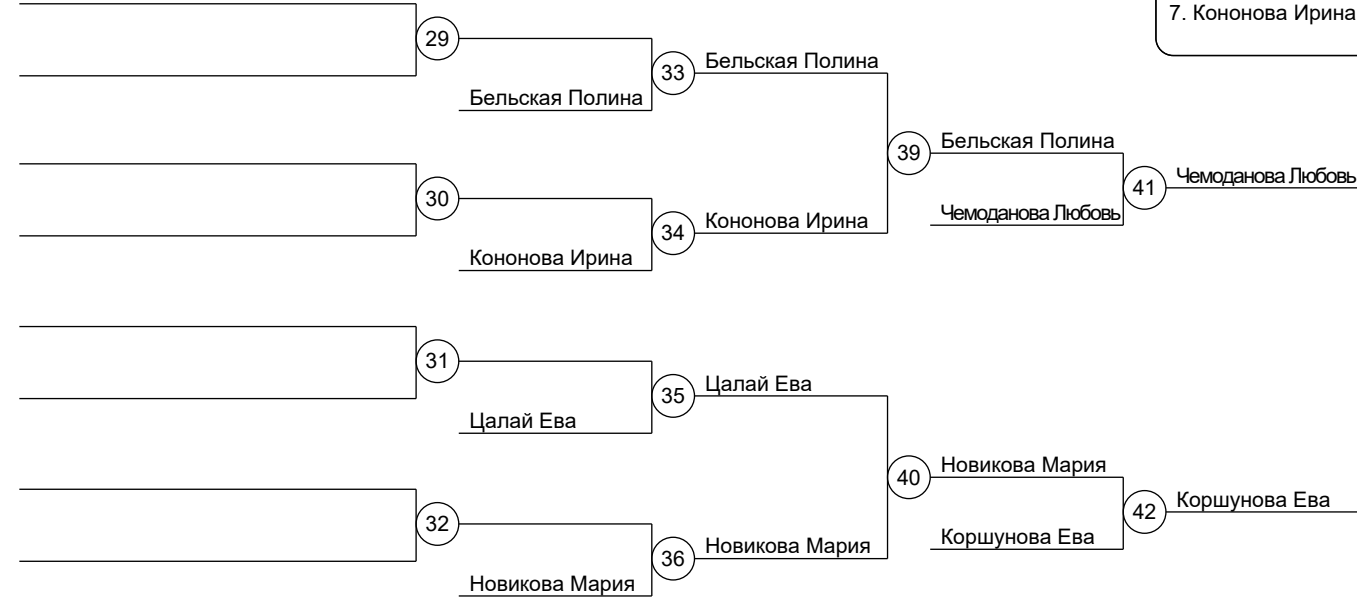 7. Кононова Ирина
29
Бельская Полина
33
Бельская Полина
Бельская Полина
39
Чемоданова Любовь
41
Чемоданова Любовь
30
Кононова Ирина
34
Кононова Ирина
31
Цалай Ева
35
Цалай Ева
Новикова Мария
40
Коршунова Ева
42
Коршунова Ева
32
Новикова Мария
36
Новикова Мария